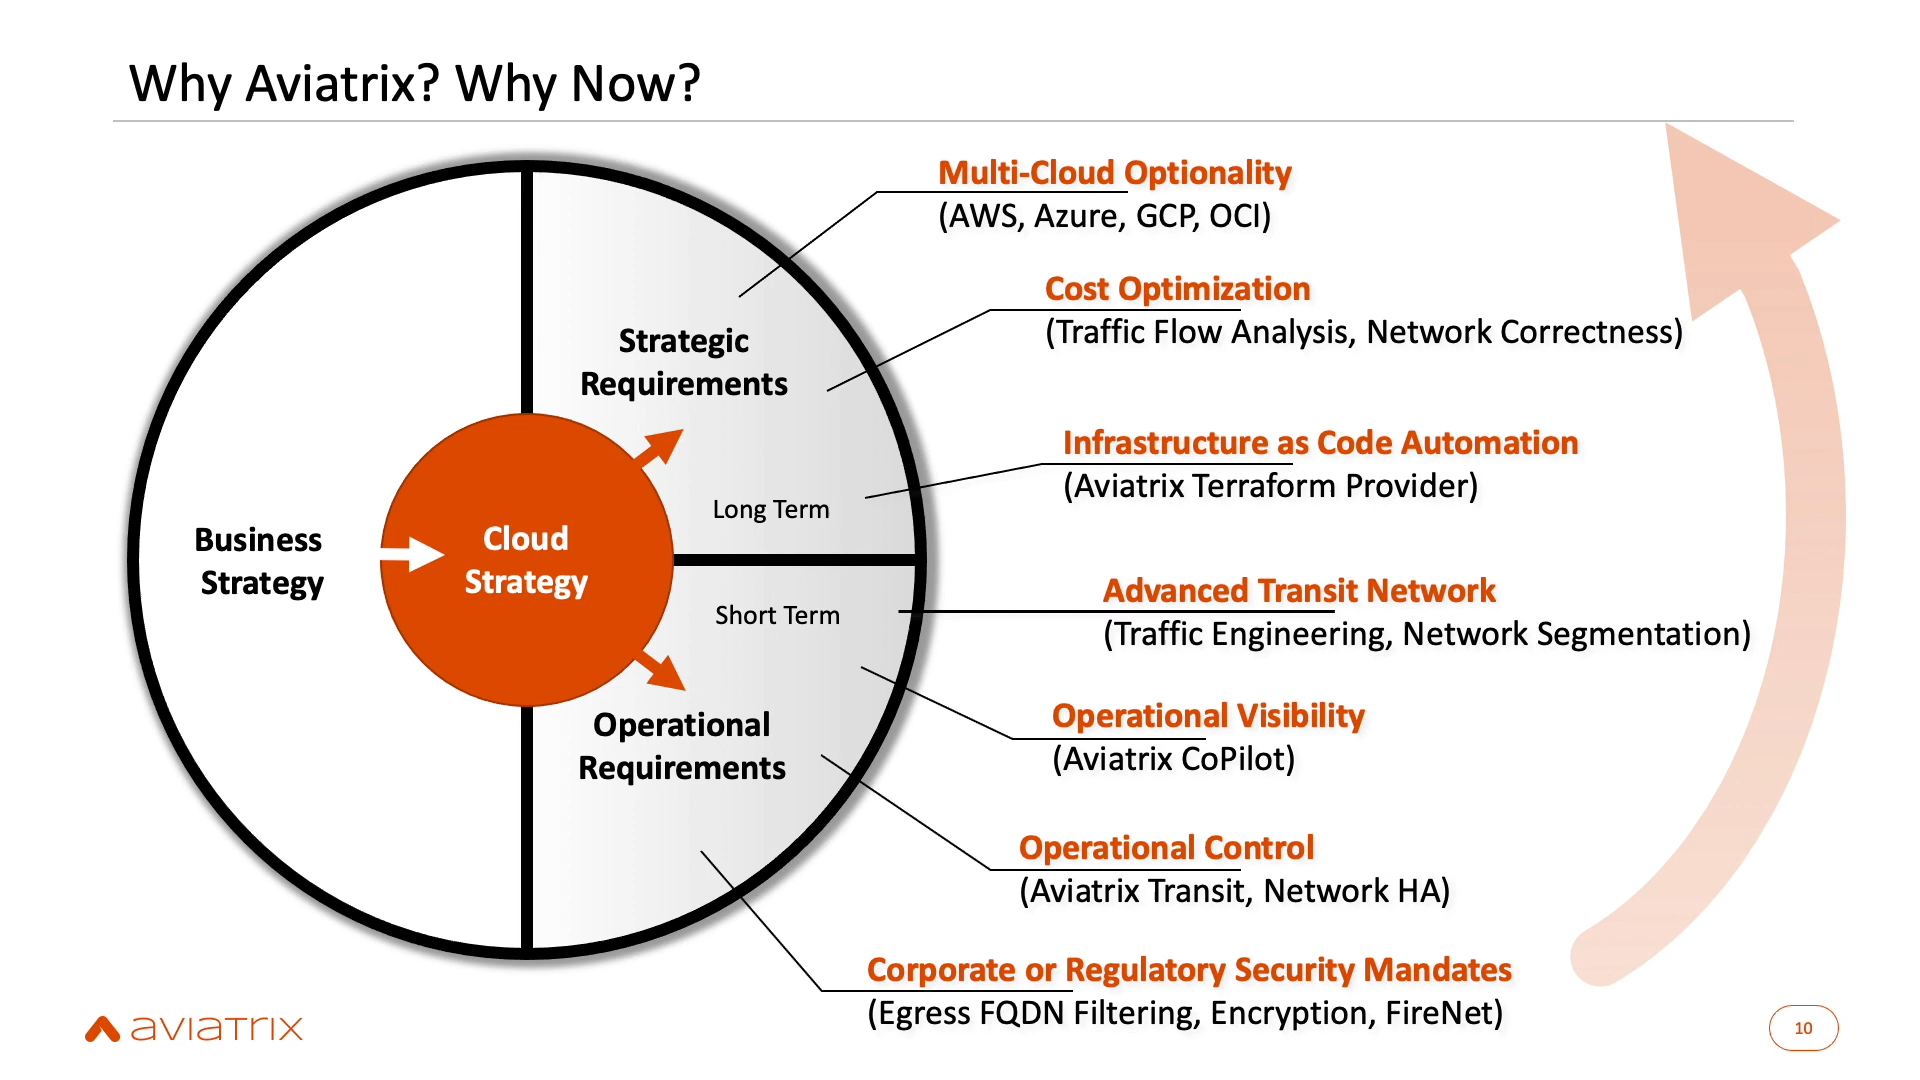 Why Aviatrix? Why Now?
Multi-Cloud Optionality
(AWS, Azure, GCP, OCI)
Cost Optimization
(Traffic Flow Analysis, Network Correctness)
Strategic
Requirements
Infrastructure as Code Automation
(Aviatrix Terraform Provider)
Long Term
Business
Strategy
Cloud
Strategy
Short Term
Advanced Transit Network
(Traffic Engineering, Network Segmentation)
Operational
Requirements
Operational Visibility
(Aviatrix CoPilot)
Operational Control
(Aviatrix Transit, Network HA)
Corporate or Regulatory Security Mandates
(Egress FQDN Filtering, Encryption, FireNet)
aviatrix
10